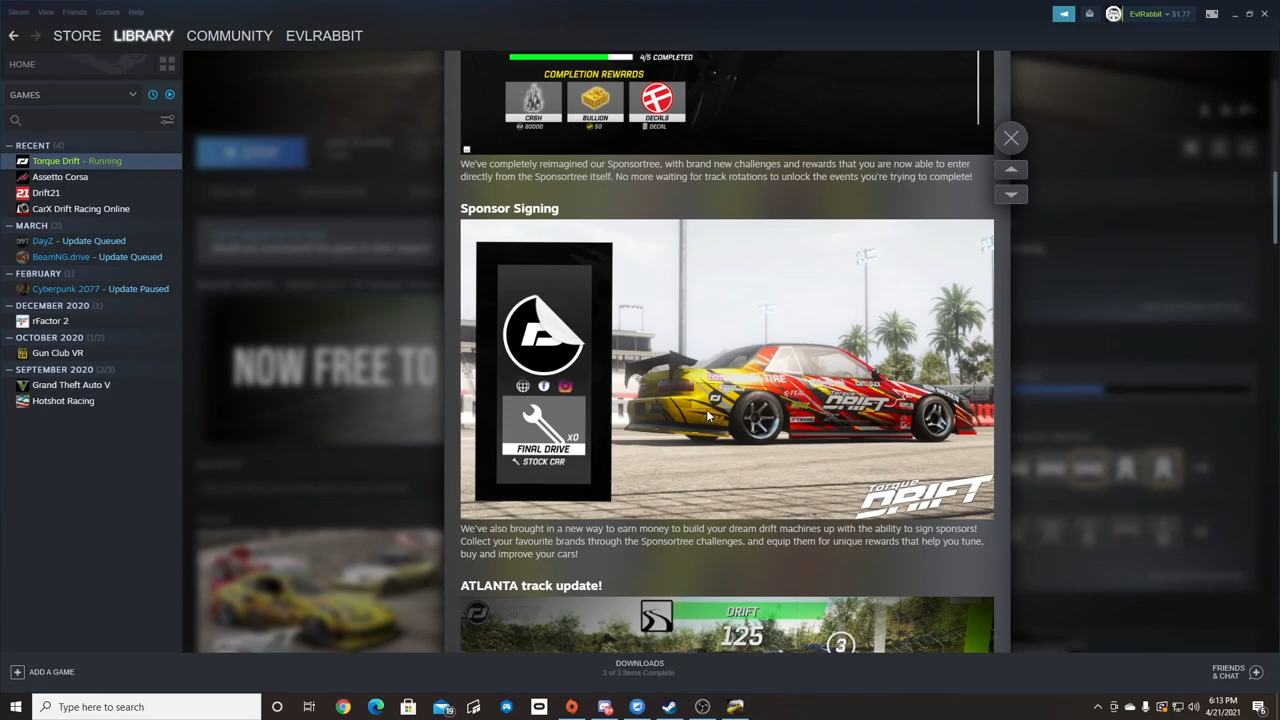 Steam View Friends Games Help
EvlRabbit $1.77
STORE LIBRARY COMMUNITY EVLRABBIT
HOME
GAMES
RECENT (4)
Torque Drift - Running
Assetto Corsa
Drift21
CarX Drift Racing Online
MARCH (2)
DayZ - Update Queued
BeamNG.drive - Update Queued
FEBRUARY (1)
Cyberpunk 2077 - Update Paused
DECEMBER 2020 (1)
rFactor 2
OCTOBER 2020 (1/2)
Gun Club VR
SEPTEMBER 2020 (2/3)
Grand Theft Auto V
Hotshot Racing
NOW FREE TO
4/5 COMPLETED
COMPLETION REWARDS
CASH BULLION DECALS
80000 50 DECAL
We've completely reimagined our Sponsortree, with brand new challenges and rewards that you are now able to enter
directly from the Sponsortree itself. No more waiting for track rotations to unlock the events you're trying to complete!
Sponsor Signing
X0
FINAL DRIVE
STOCK CAR
Torque
DRIFT
Torque
DRIFT
We've also brought in a new way to earn money to build your dream drift machines up with the ability to sign sponsors!
Collect your favourite brands through the Sponsortree challenges, and equip them for unique rewards that help you tune,
buy and improve your cars!
ATLANTA track update!
DRIFT
125
3
ADD A GAME
DOWNLOADS
3 of 3 Items Complete
FRIENDS
& CHAT
Type here to search
19
6:13 PM
4/21/2021
6